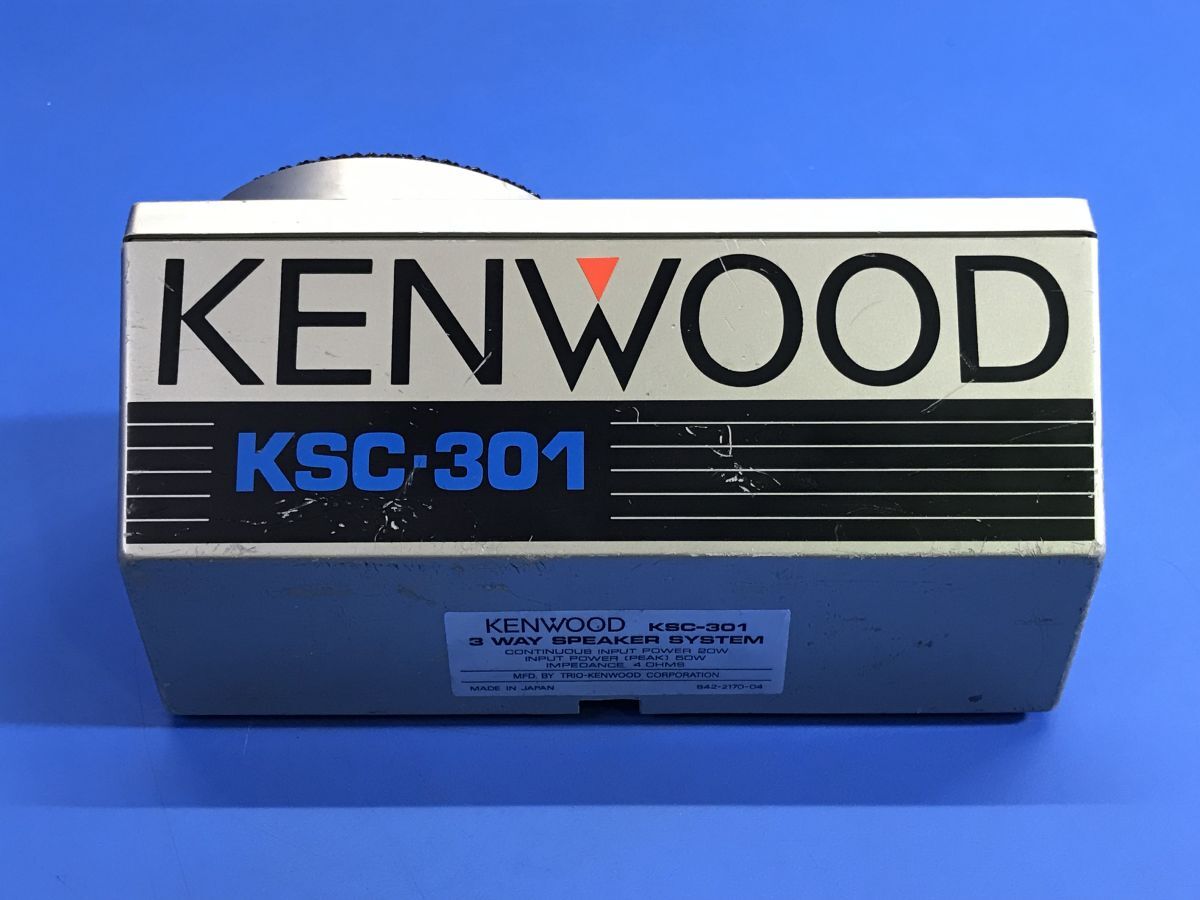 KENWOOD
KSC-301
KENWOOD KSC-301
3 WAY SPEAKER SYSTEM
CONTINUOUS INPUT POWER 20W
INPUT POWER (PEAK) 50W
IMPEDANCE 4 OHMS
MFD. BY TRIO-KENWOOD CORPORATION
MADE IN JAPAN B42-2170-04